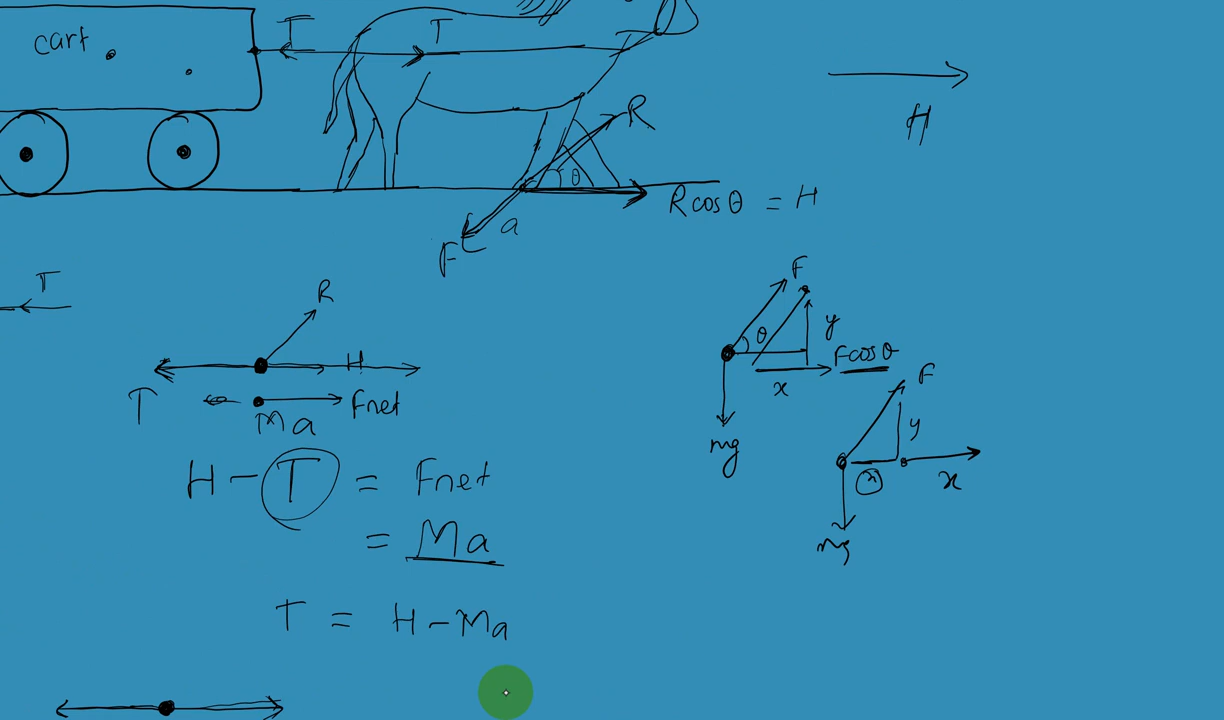 cart
T
T
R
H
θ
R cos θ = H
a
F
T
R
H
T
Fnet
Ma
F
θ
y
F cos θ
x
mg
F
y
x
x
mg
H - T = Fnet
= Ma
T = H - Ma